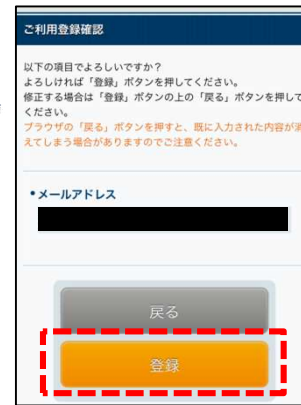 ご利用登録確認
以下の項目でよろしいですか？
よろしければ「登録」ボタンを押してください。
修正する場合は「登録」ボタンの上の「戻る」ボタンを押して
ください。
ブラウザの「戻る」ボタンを押すと、既に入力された内容が消
えてしまう場合がありますのでご注意ください。
•メールアドレス
戻る
登録